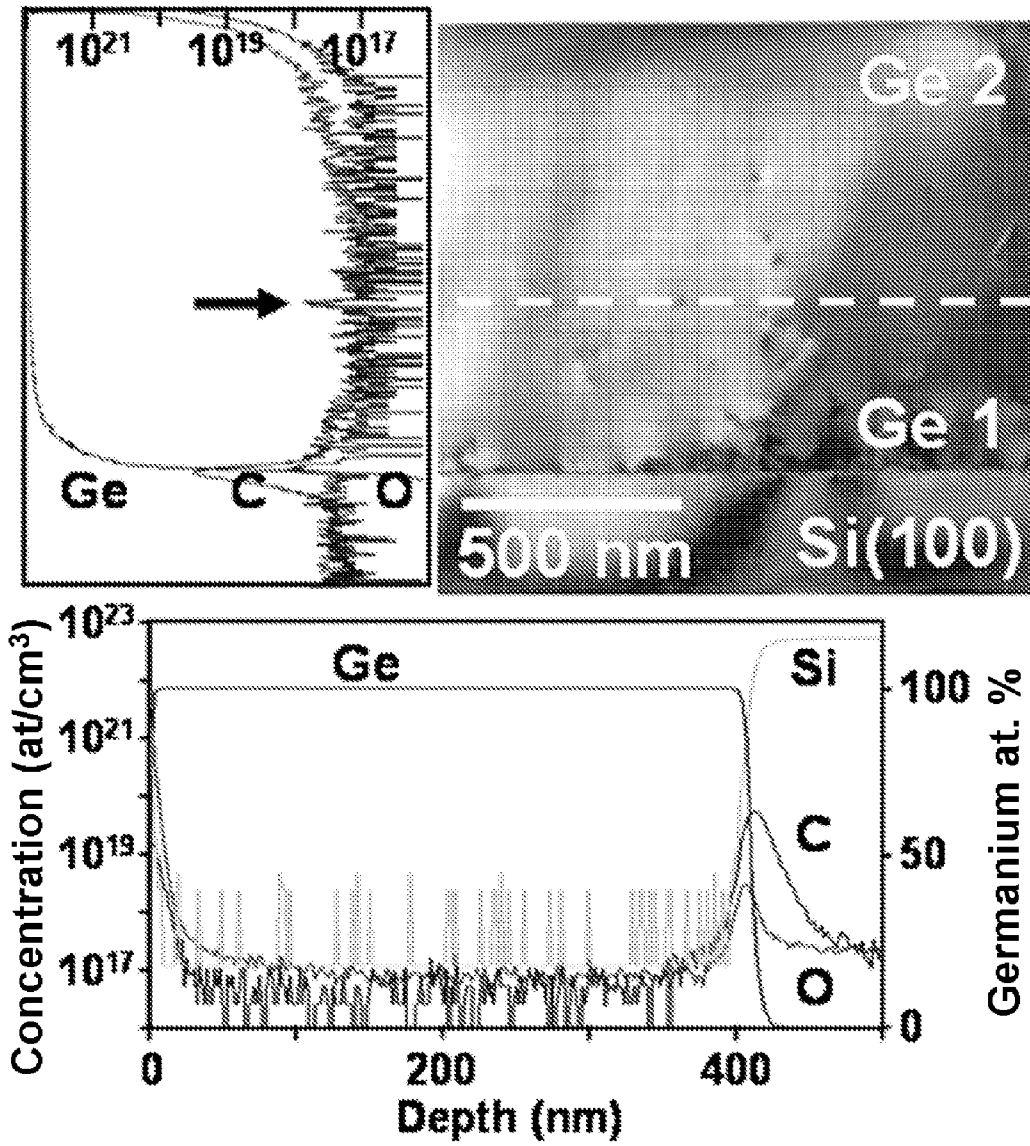 10²¹ 10¹⁹ 10¹⁷
Ge 2
Ge 1
Ge C O
500 nm
Si(100)
10²³
10²¹
10¹⁹
10¹⁷
Concentration (at/cm³)
Ge
Si
C
O
100
50
0
Germanium at. %
0 200 400
Depth (nm)